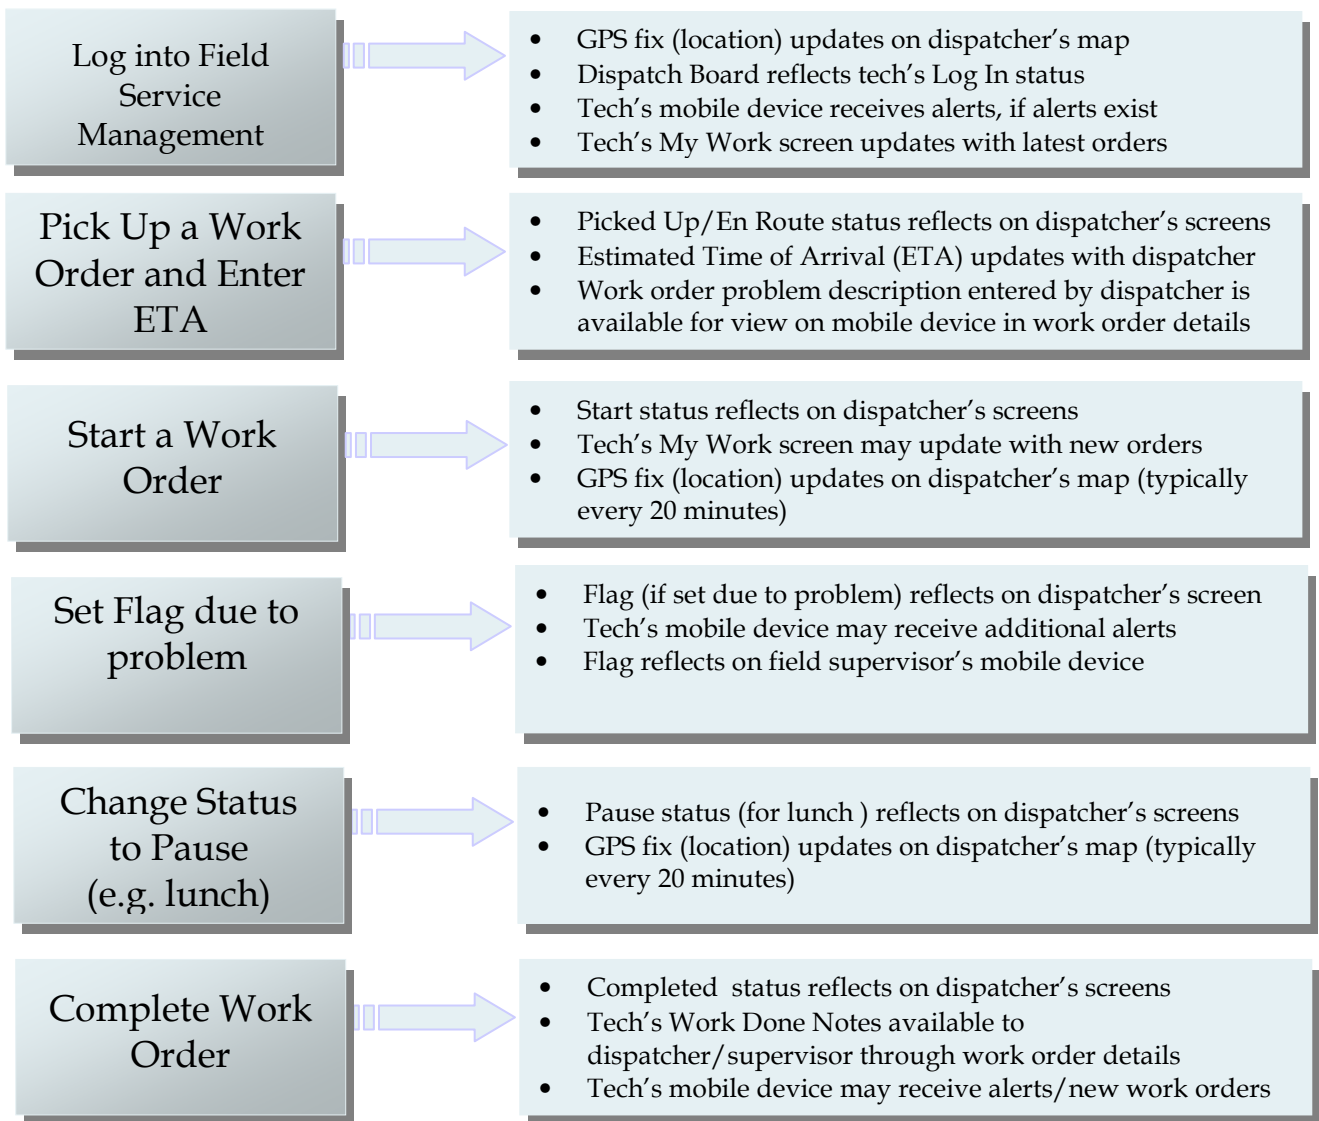 Log into Field
Service
Management
• GPS fix (location) updates on dispatcher’s map
• Dispatch Board reflects tech’s Log In status
• Tech’s mobile device receives alerts, if alerts exist
• Tech’s My Work screen updates with latest orders
Pick Up a Work
Order and Enter
ETA
• Picked Up/En Route status reflects on dispatcher’s screens
• Estimated Time of Arrival (ETA) updates with dispatcher
• Work order problem description entered by dispatcher is
available for view on mobile device in work order details
Start a Work
Order
• Start status reflects on dispatcher’s screens
• Tech’s My Work screen may update with new orders
• GPS fix (location) updates on dispatcher’s map (typically
every 20 minutes)
Set Flag due to
problem
• Flag (if set due to problem) reflects on dispatcher’s screen
• Tech’s mobile device may receive additional alerts
• Flag reflects on field supervisor’s mobile device
Change Status
to Pause
(e.g. lunch)
• Pause status (for lunch ) reflects on dispatcher’s screens
• GPS fix (location) updates on dispatcher’s map (typically
every 20 minutes)
Complete Work
Order
• Completed  status reflects on dispatcher’s screens
• Tech’s Work Done Notes available to
dispatcher/supervisor through work order details
• Tech’s mobile device may receive alerts/new work orders